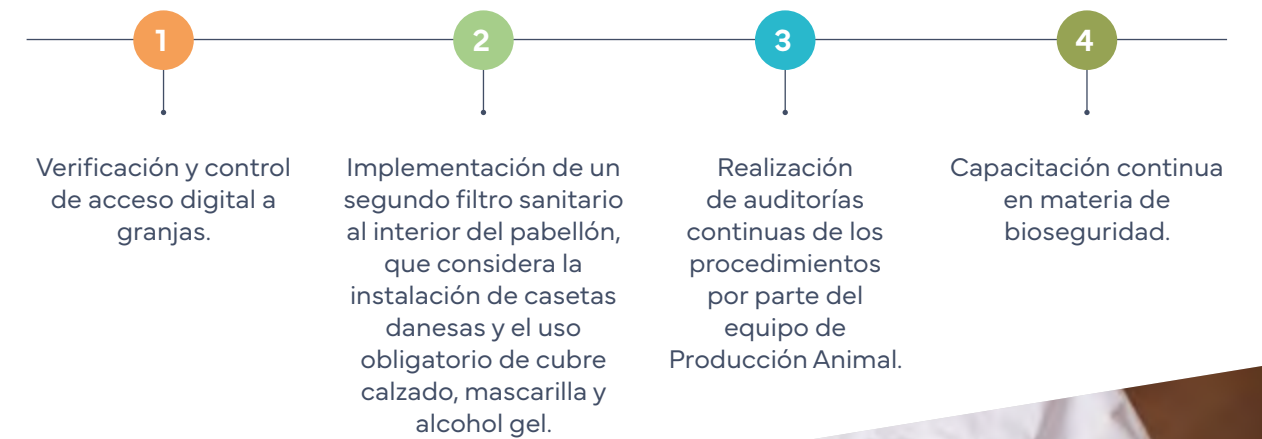 1
Verificación y control
de acceso digital a
granjas.
2
Implementación de un
segundo filtro sanitario
al interior del pabellón,
que considera la
instalación de casetas
danesas y el uso
obligatorio de cubre
calzado, mascarilla y
alcohol gel.
3
Realización
de auditorías
continuas de los
procedimientos
por parte del
equipo de
Producción Animal.
4
Capacitación continua
en materia de
bioseguridad.